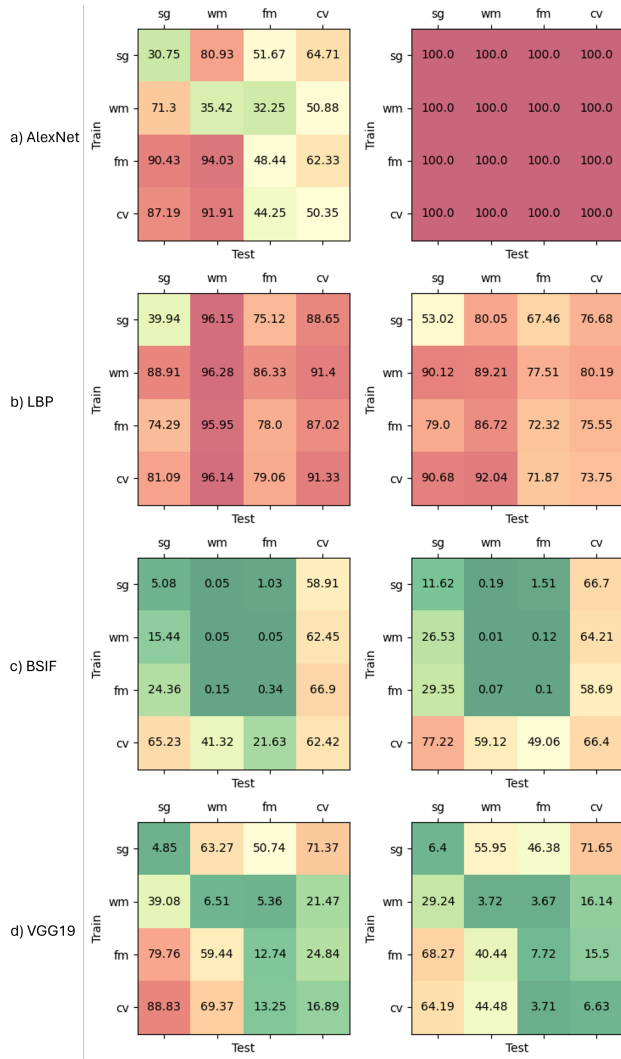 sg wm fm cv sg wm fm cv
sg 30.75 80.93 51.67 64.71 sg 100.0 100.0 100.0 100.0
wm 71.3 35.42 32.25 50.88 wm 100.0 100.0 100.0 100.0
a) AlexNet Train Train
fm 90.43 94.03 48.44 62.33 fm 100.0 100.0 100.0 100.0
cv 87.19 91.91 44.25 50.35 cv 100.0 100.0 100.0 100.0
Test Test
sg wm fm cv sg wm fm cv
sg 39.94 96.15 75.12 88.65 sg 53.02 80.05 67.46 76.68
wm 88.91 96.28 86.33 91.4 wm 90.12 89.21 77.51 80.19
b) LBP Train Train
fm 74.29 95.95 78.0 87.02 fm 79.0 86.72 72.32 75.55
cv 81.09 96.14 79.06 91.33 cv 90.68 92.04 71.87 73.75
Test Test
sg wm fm cv sg wm fm cv
sg 5.08 0.05 1.03 58.91 sg 11.62 0.19 1.51 66.7
wm 15.44 0.05 0.05 62.45 wm 26.53 0.01 0.12 64.21
c) BSIF Train Train
fm 24.36 0.15 0.34 66.9 fm 29.35 0.07 0.1 58.69
cv 65.23 41.32 21.63 62.42 cv 77.22 59.12 49.06 66.4
Test Test
sg wm fm cv sg wm fm cv
sg 4.85 63.27 50.74 71.37 sg 6.4 55.95 46.38 71.65
wm 39.08 6.51 5.36 21.47 wm 29.24 3.72 3.67 16.14
d) VGG19 Train Train
fm 79.76 59.44 12.74 24.84 fm 68.27 40.44 7.72 15.5
cv 88.83 69.37 13.25 16.89 cv 64.19 44.48 3.71 6.63
Test Test